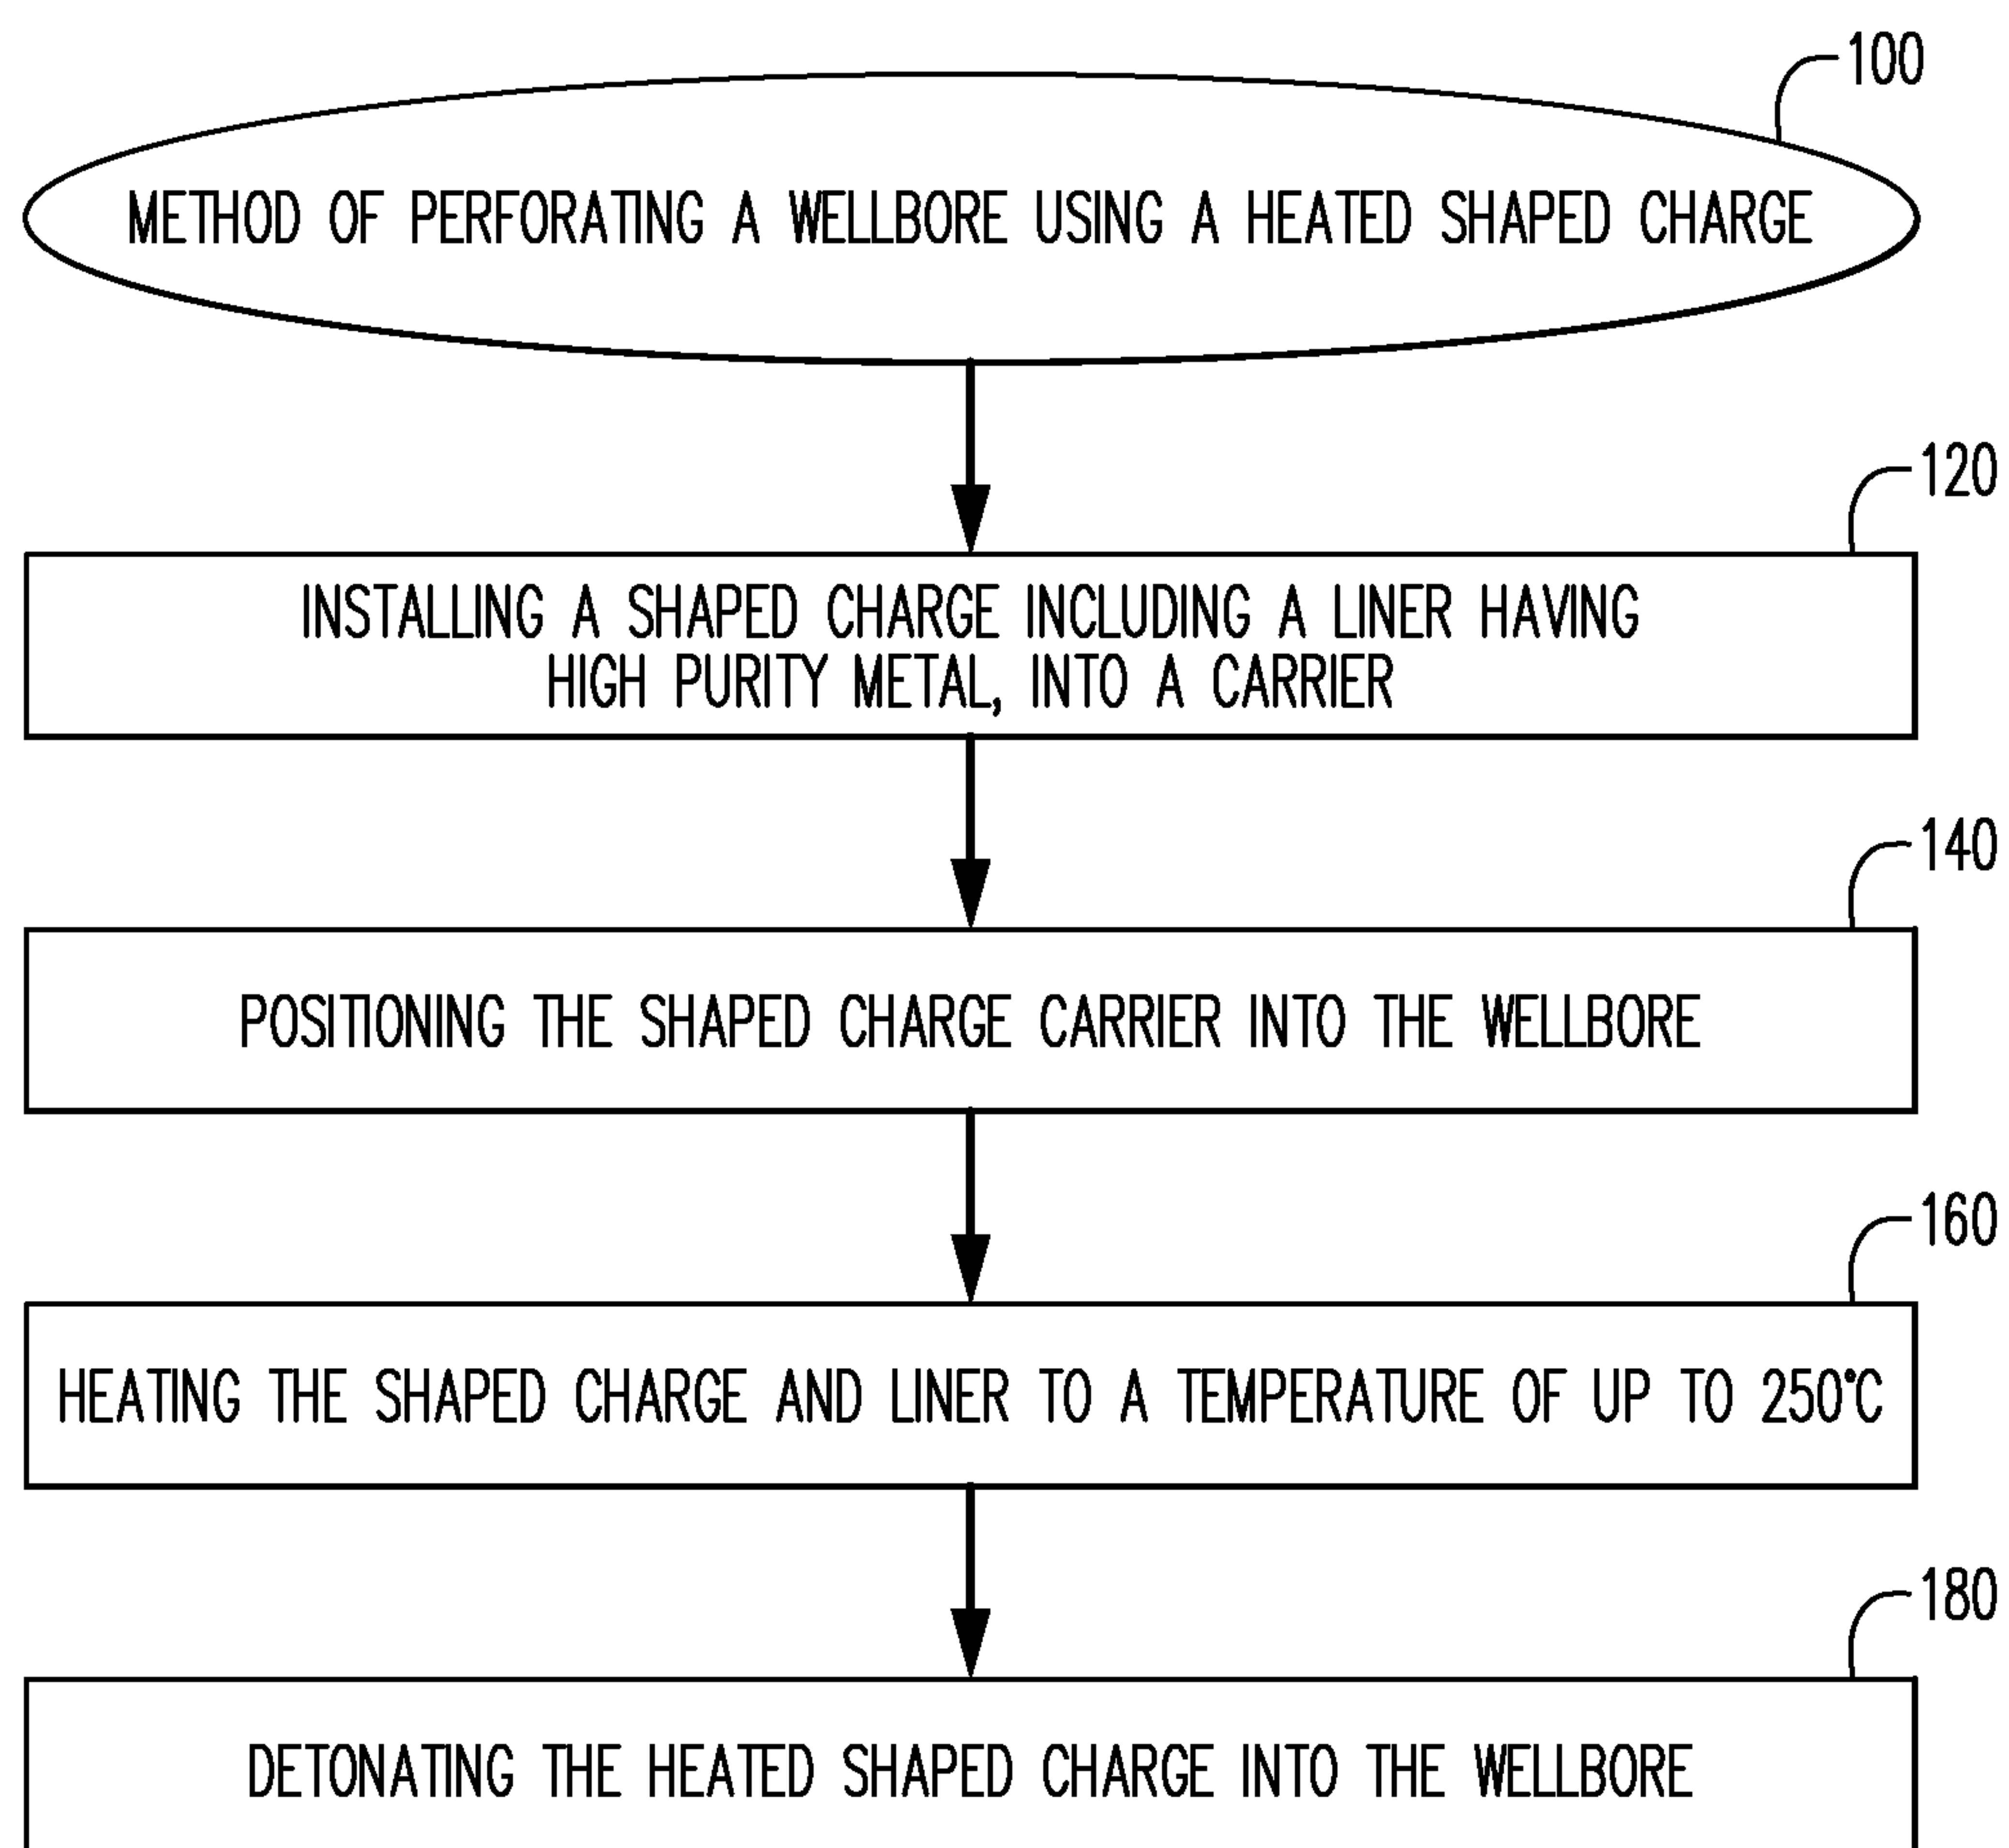 100
METHOD OF PERFORATING A WELLBORE USING A HEATED SHAPED CHARGE
120
INSTALLING A SHAPED CHARGE INCLUDING A LINER HAVING
HIGH PURITY METAL, INTO A CARRIER
140
POSITIONING THE SHAPED CHARGE CARRIER INTO THE WELLBORE
160
HEATING THE SHAPED CHARGE AND LINER TO A TEMPERATURE OF UP TO 250°C
180
DETONATING THE HEATED SHAPED CHARGE INTO THE WELLBORE